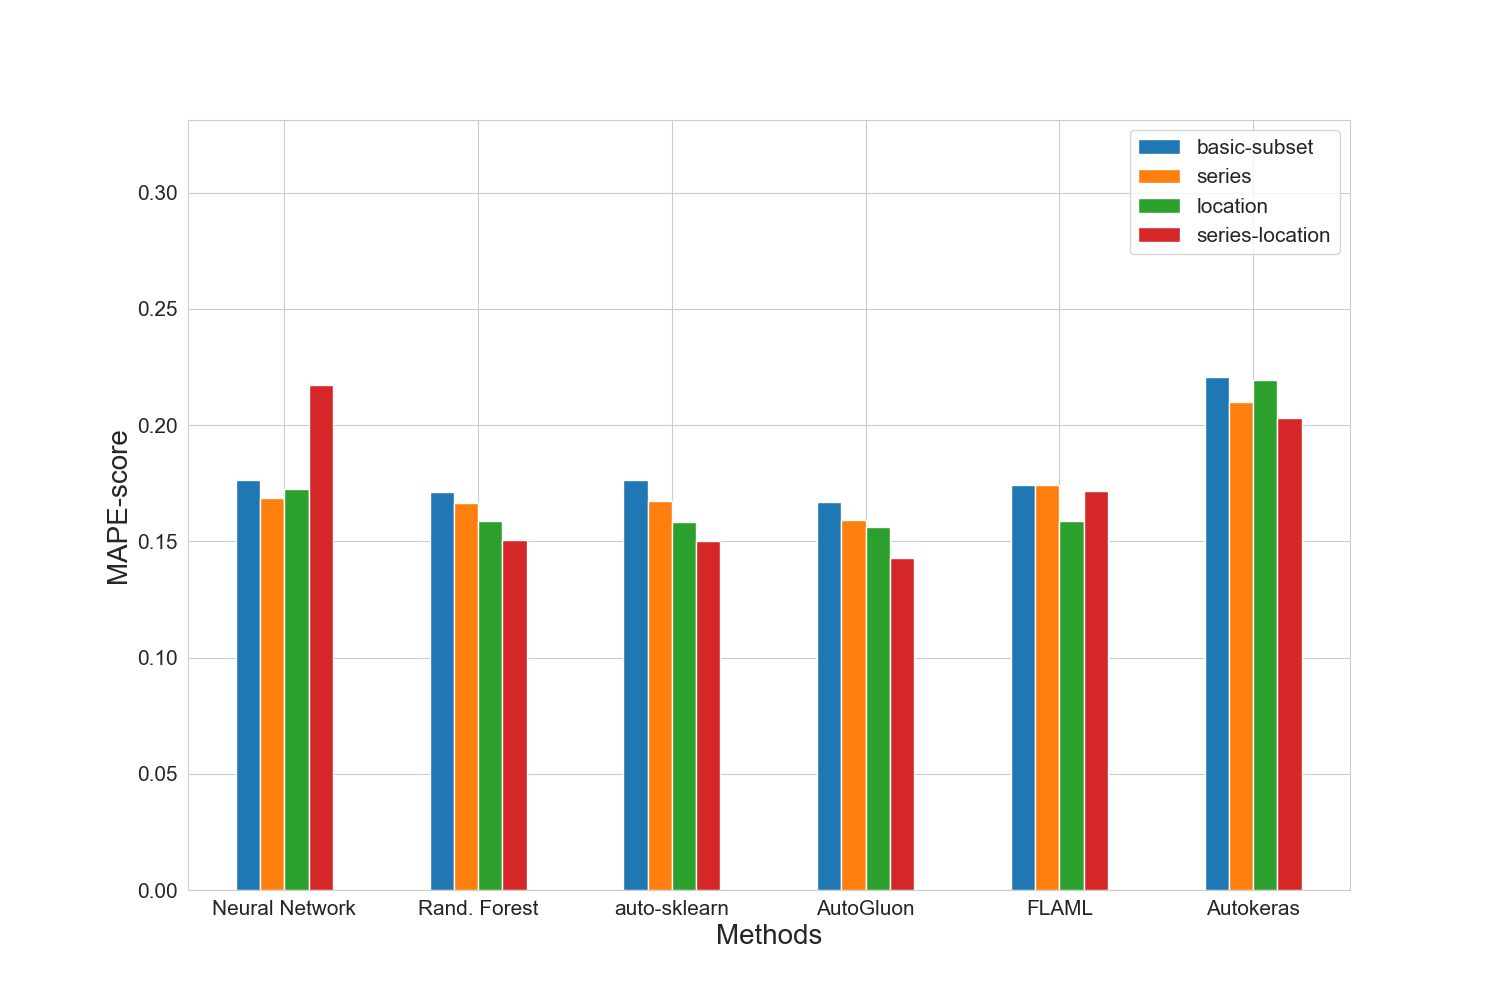 basic-subset
series
location
series-location
0.30
0.25
0.20
0.15
0.10
0.05
0.00
MAPE-score
Neural Network Rand. Forest auto-sklearn AutoGluon FLAML Autokeras
Methods